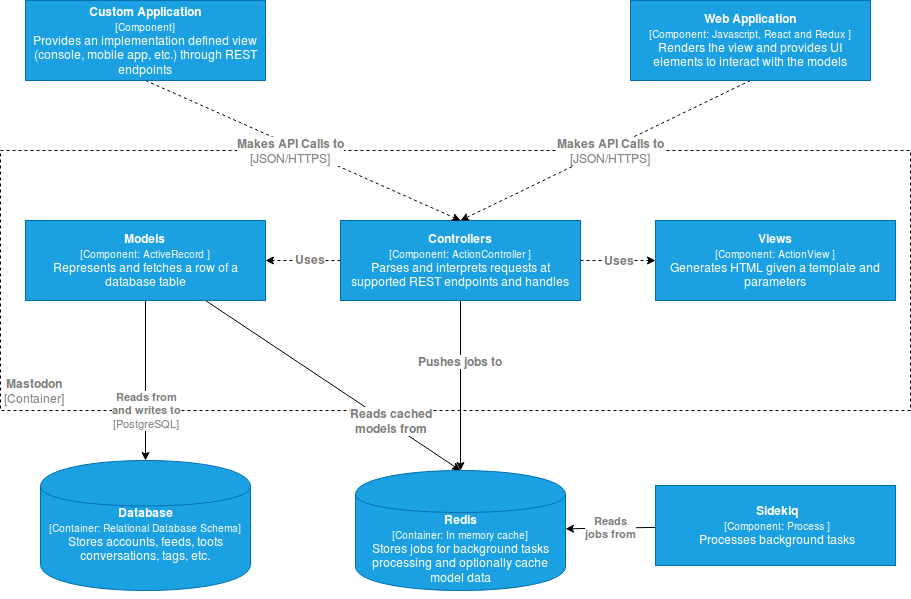 Custom Application
[Component]
Provides an implementation defined view
(console, mobile app, etc.) through REST
endpoints
Web Application
[Component: Javascript, React and Redux ]
Renders the view and provides UI
elements to interact with the models
Makes API Calls to
[JSON/HTTPS]
Makes API Calls to
[JSON/HTTPS]
Models
[Component: ActiveRecord ]
Represents and fetches a row of a
database table
Uses
Controllers
[Component: ActionController ]
Parses and interprets requests at
supported REST endpoints and handles
Uses
Views
[Component: ActionView ]
Generates HTML given a template and
parameters
Pushes jobs to
Mastodon
[Container]
Reads from
and writes to
[PostgreSQL]
Reads cached
models from
Database
[Container: Relational Database Schema]
Stores accounts, feeds, toots
conversations, tags, etc.
Redis
[Container: In memory cache]
Stores jobs for background tasks
processing and optionally cache
model data
Reads
jobs from
Sidekiq
[Component: Process ]
Processes background tasks